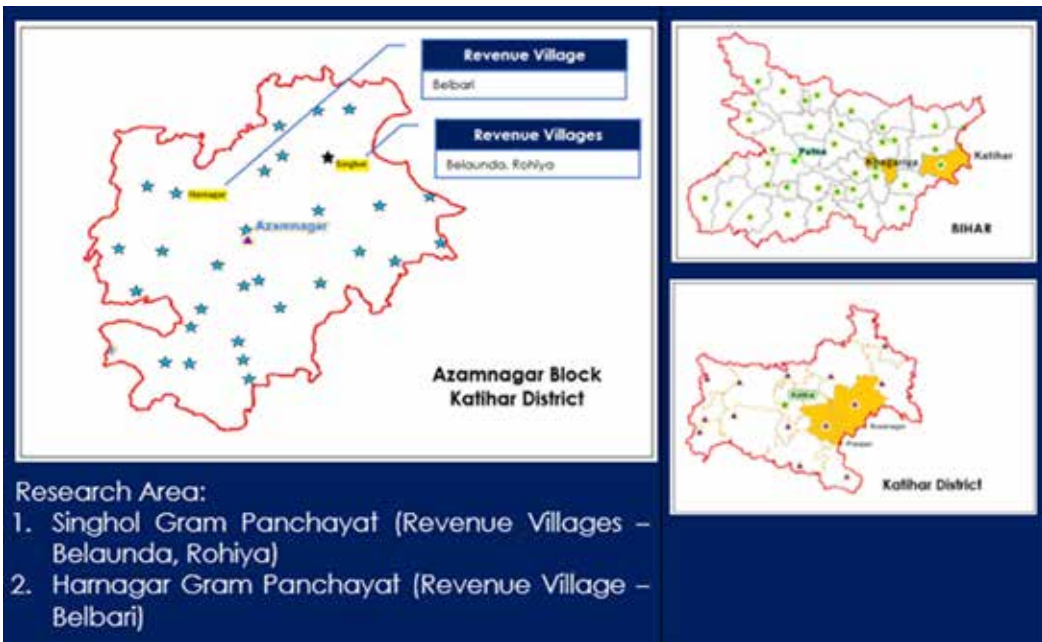 Revenue Village
Belbari
Revenue Villages
Belaunda, Rohiya
Singhol
Harnagar
Azamnagar
Azamnagar Block
Katihar District
Patna
Khagariya
Katihar
BIHAR
Katihar District
Research Area:
1. Singhol Gram Panchayat (Revenue Villages –
Belaunda, Rohiya)
2. Harnagar Gram Panchayat (Revenue Village –
Belbari)